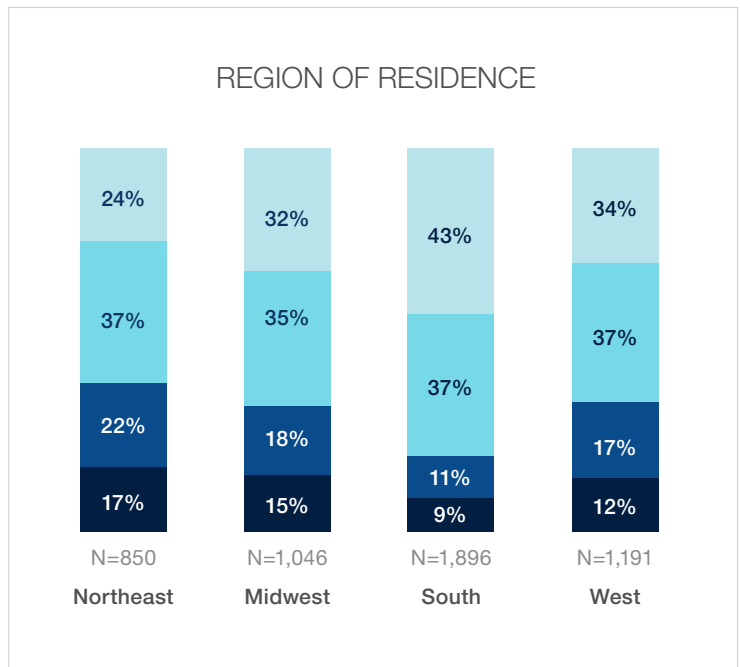 REGION OF RESIDENCE
24%
37%
22%
17%
N=850
Northeast
32%
35%
18%
15%
N=1,046
Midwest
43%
37%
11%
9%
N=1,896
South
34%
37%
17%
12%
N=1,191
West